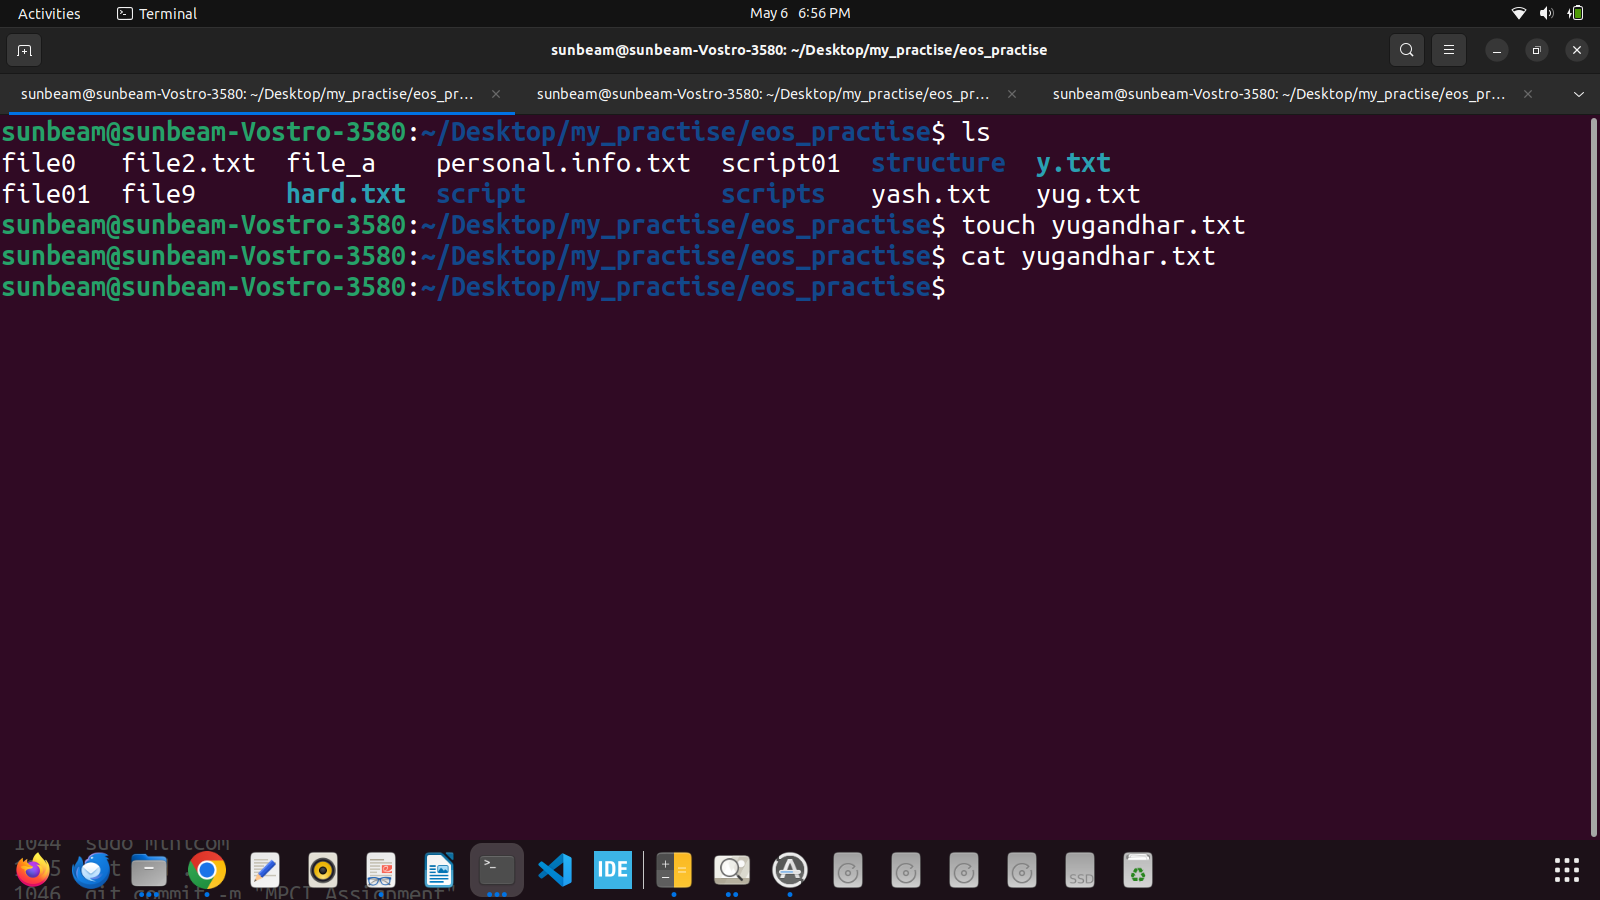 Activities Terminal May 6 6:56 PM
sunbeam@sunbeam-Vostro-3580: ~/Desktop/my_practise/eos_practise
sunbeam@sunbeam-Vostro-3580: ~/Desktop/my_practise/eos_pr... sunbeam@sunbeam-Vostro-3580: ~/Desktop/my_practise/eos_pr... sunbeam@sunbeam-Vostro-3580: ~/Desktop/my_practise/eos_pr...
sunbeam@sunbeam-Vostro-3580:~/Desktop/my_practise/eos_practise$ ls
file0 file2.txt file_a personal.info.txt script01 structure y.txt
file01 file9 hard.txt script scripts yash.txt yug.txt
sunbeam@sunbeam-Vostro-3580:~/Desktop/my_practise/eos_practise$ touch yugandhar.txt
sunbeam@sunbeam-Vostro-3580:~/Desktop/my_practise/eos_practise$ cat yugandhar.txt
sunbeam@sunbeam-Vostro-3580:~/Desktop/my_practise/eos_practise$
1044 sudo minicom
IDE
SSD
1046 git commit -m "MPCI Assignment"